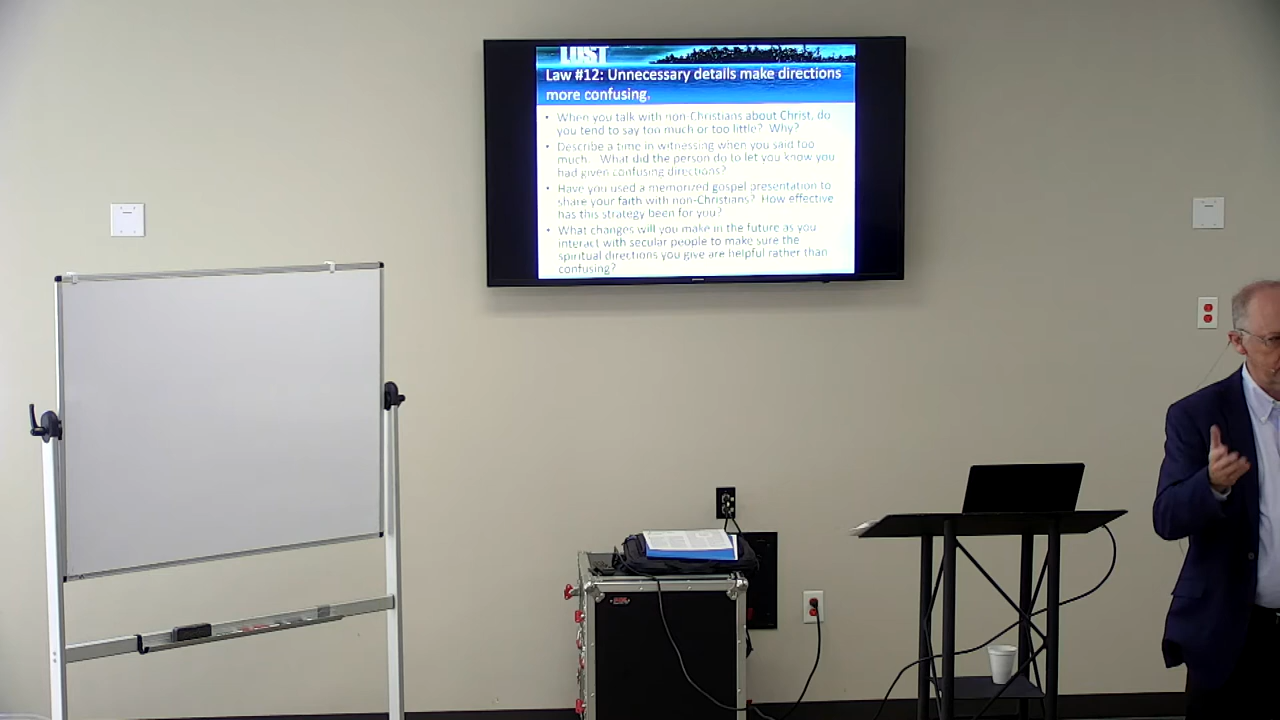 LUST
Law #12: Unnecessary details make directions
more confusing.
• When you talk with non-Christians about Christ, do
you tend to say too much or too little? Why?
• Describe a time in witnessing when you said too
much. What did the person do to let you know you
had given confusing directions?
• Have you used a memorized gospel presentation to
share your faith with non-Christians? How effective
has this strategy been for you?
• What changes will you make in the future as you
interact with secular people to make sure the
spiritual directions you give are helpful rather than
confusing?